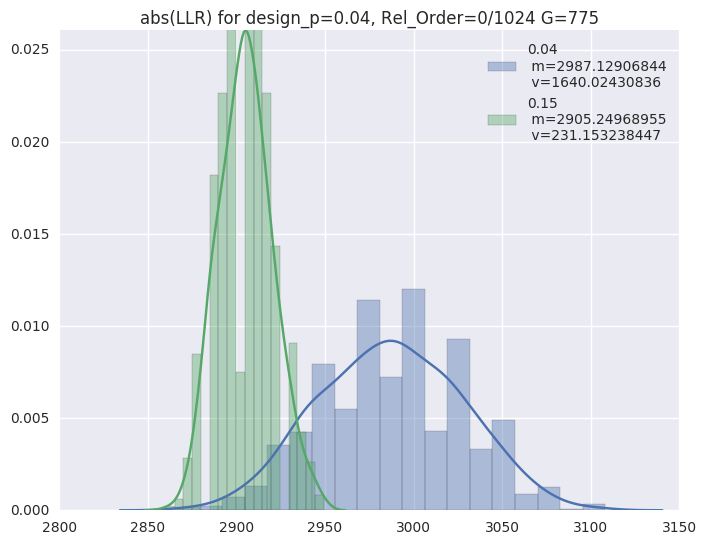 abs(LLR) for design_p=0.04, Rel_Order=0/1024 G=775
0.04
m=2987.12906844
v=1640.02430836
0.15
m=2905.24968955
v=231.153238447
0.025
0.020
0.015
0.010
0.005
0.000
2800 2850 2900 2950 3000 3050 3100 3150